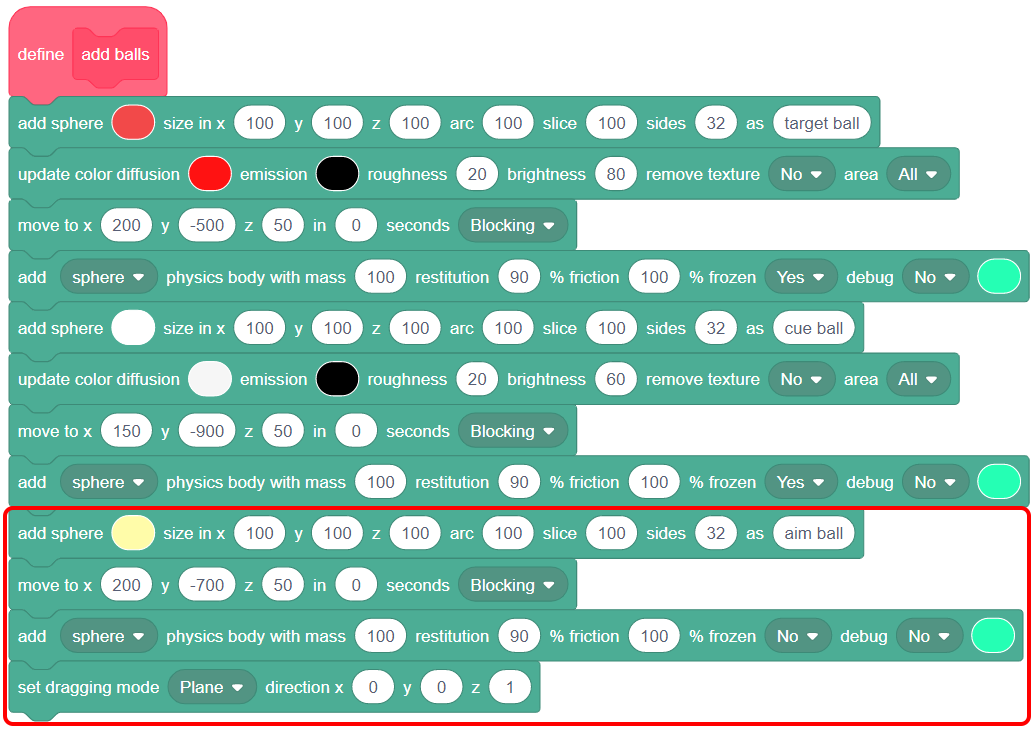 define add balls
add sphere size in x 100 y 100 z 100 arc 100 slice 100 sides 32 as target ball
update color diffusion emission roughness 20 brightness 80 remove texture No area All
move to x 200 y -500 z 50 in 0 seconds Blocking
add sphere physics body with mass 100 restitution 90 % friction 100 % frozen Yes debug No
add sphere size in x 100 y 100 z 100 arc 100 slice 100 sides 32 as cue ball
update color diffusion emission roughness 20 brightness 60 remove texture No area All
move to x 150 y -900 z 50 in 0 seconds Blocking
add sphere physics body with mass 100 restitution 90 % friction 100 % frozen Yes debug No
add sphere size in x 100 y 100 z 100 arc 100 slice 100 sides 32 as aim ball
move to x 200 y -700 z 50 in 0 seconds Blocking
add sphere physics body with mass 100 restitution 90 % friction 100 % frozen No debug No
set dragging mode Plane direction x 0 y 0 z 1